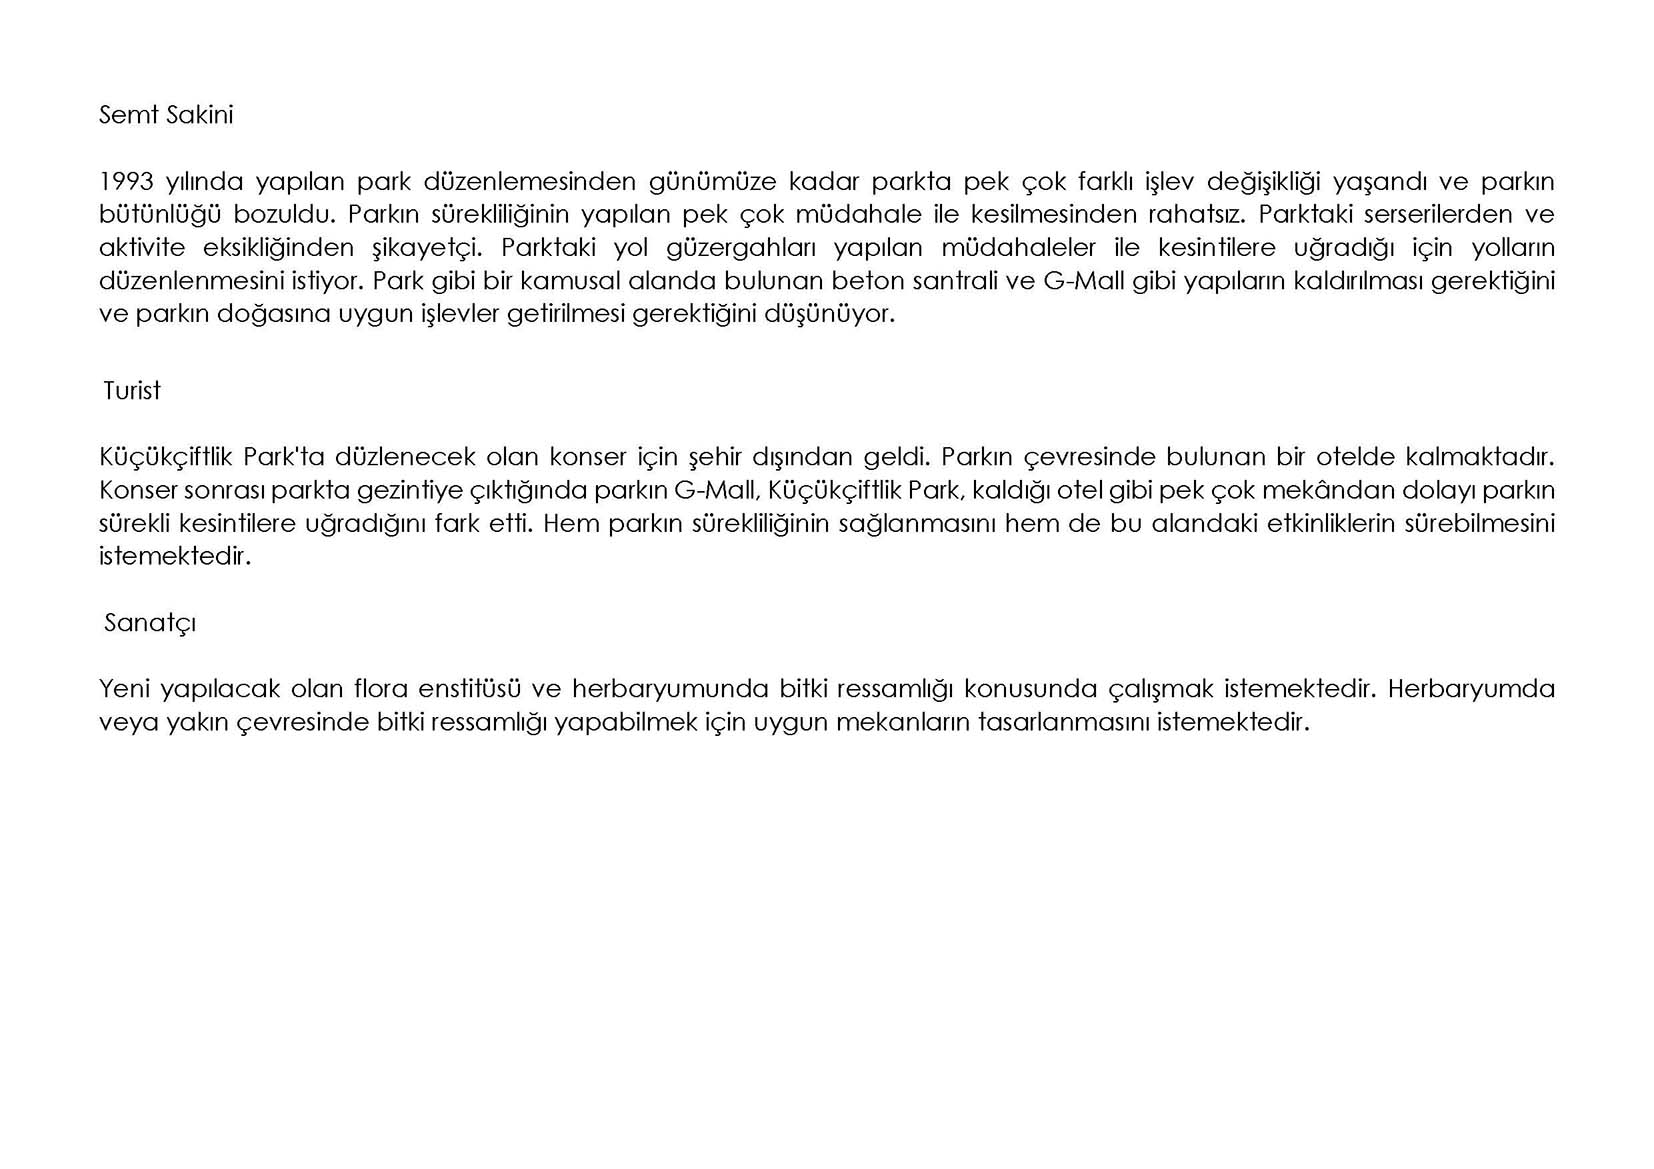 Semt Sakini
1993 yılında yapılan park düzenlemesinden günümüze kadar parkta pek çok farklı işlev değişikliği yaşandı ve parkın
bütünlüğü bozuldu. Parkın sürekliliğinin yapılan pek çok müdahale ile kesilmesinden rahatsız. Parktaki serserilerden ve
aktivite eksikliğinden şikayetçi. Parktaki yol güzergahları yapılan müdahaleler ile kesintilere uğradığı için yolların
düzenlenmesini istiyor. Park gibi bir kamusal alanda bulunan beton santrali ve G-Mall gibi yapıların kaldırılması gerektiğini
ve parkın doğasına uygun işlevler getirilmesi gerektiğini düşünüyor.
Turist
Küçükçiftlik Park'ta düzlenecek olan konser için şehir dışından geldi. Parkın çevresinde bulunan bir otelde kalmaktadır.
Konser sonrası parkta gezintiye çıktığında parkın G-Mall, Küçükçiftlik Park, kaldığı otel gibi pek çok mekândan dolayı parkın
sürekli kesintilere uğradığını fark etti. Hem parkın sürekliliğinin sağlanmasını hem de bu alandaki etkinliklerin sürebilmesini
istemektedir.
Sanatçı
Yeni yapılacak olan flora enstitüsü ve herbaryumunda bitki ressamlığı konusunda çalışmak istemektedir. Herbaryumda
veya yakın çevresinde bitki ressamlığı yapabilmek için uygun mekanların tasarlanmasını istemektedir.